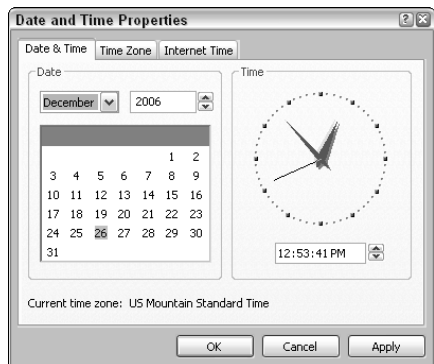 Date and Time Properties
Date & Time Time Zone Internet Time
Date Time
December 2006
1 2
3 4 5 6 7 8 9
10 11 12 13 14 15 16
17 18 19 20 21 22 23
24 25 26 27 28 29 30
31
12:53:41 PM
Current time zone: US Mountain Standard Time
OK Cancel Apply